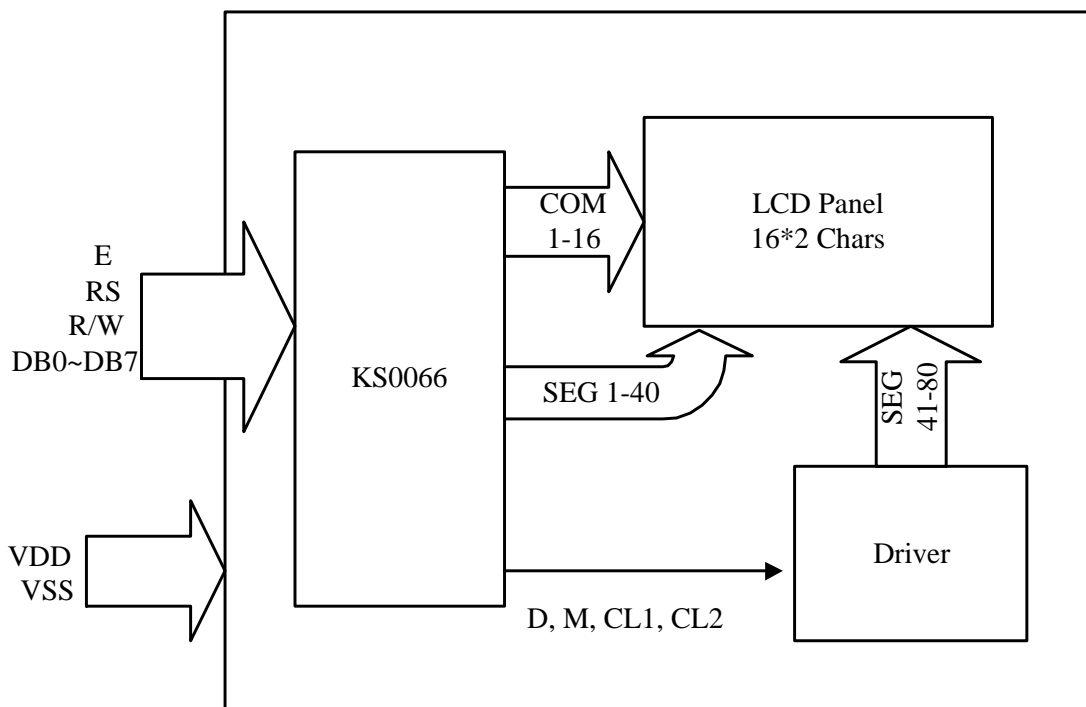 E
RS
R/W
DB0~DB7
VDD
VSS
KS0066
COM
1-16
SEG 1-40
D, M, CL1, CL2
LCD Panel
16*2 Chars
SEG
41-80
Driver